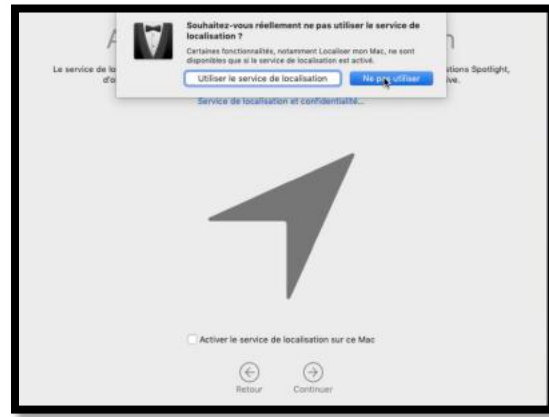 Souhaitez-vous réellement ne pas utiliser le service de
localisation ?
Certaines fonctionnalités, notamment Localiser mon Mac, ne sont
disponibles que si le service de localisation est activé.
Utiliser le service de localisation
Ne pas utiliser
A
n
Le service de lo
tions Spotlight,
d'o
ve.
Service de localisation et confidentialité...
Activer le service de localisation sur ce Mac
Retour
Continuer